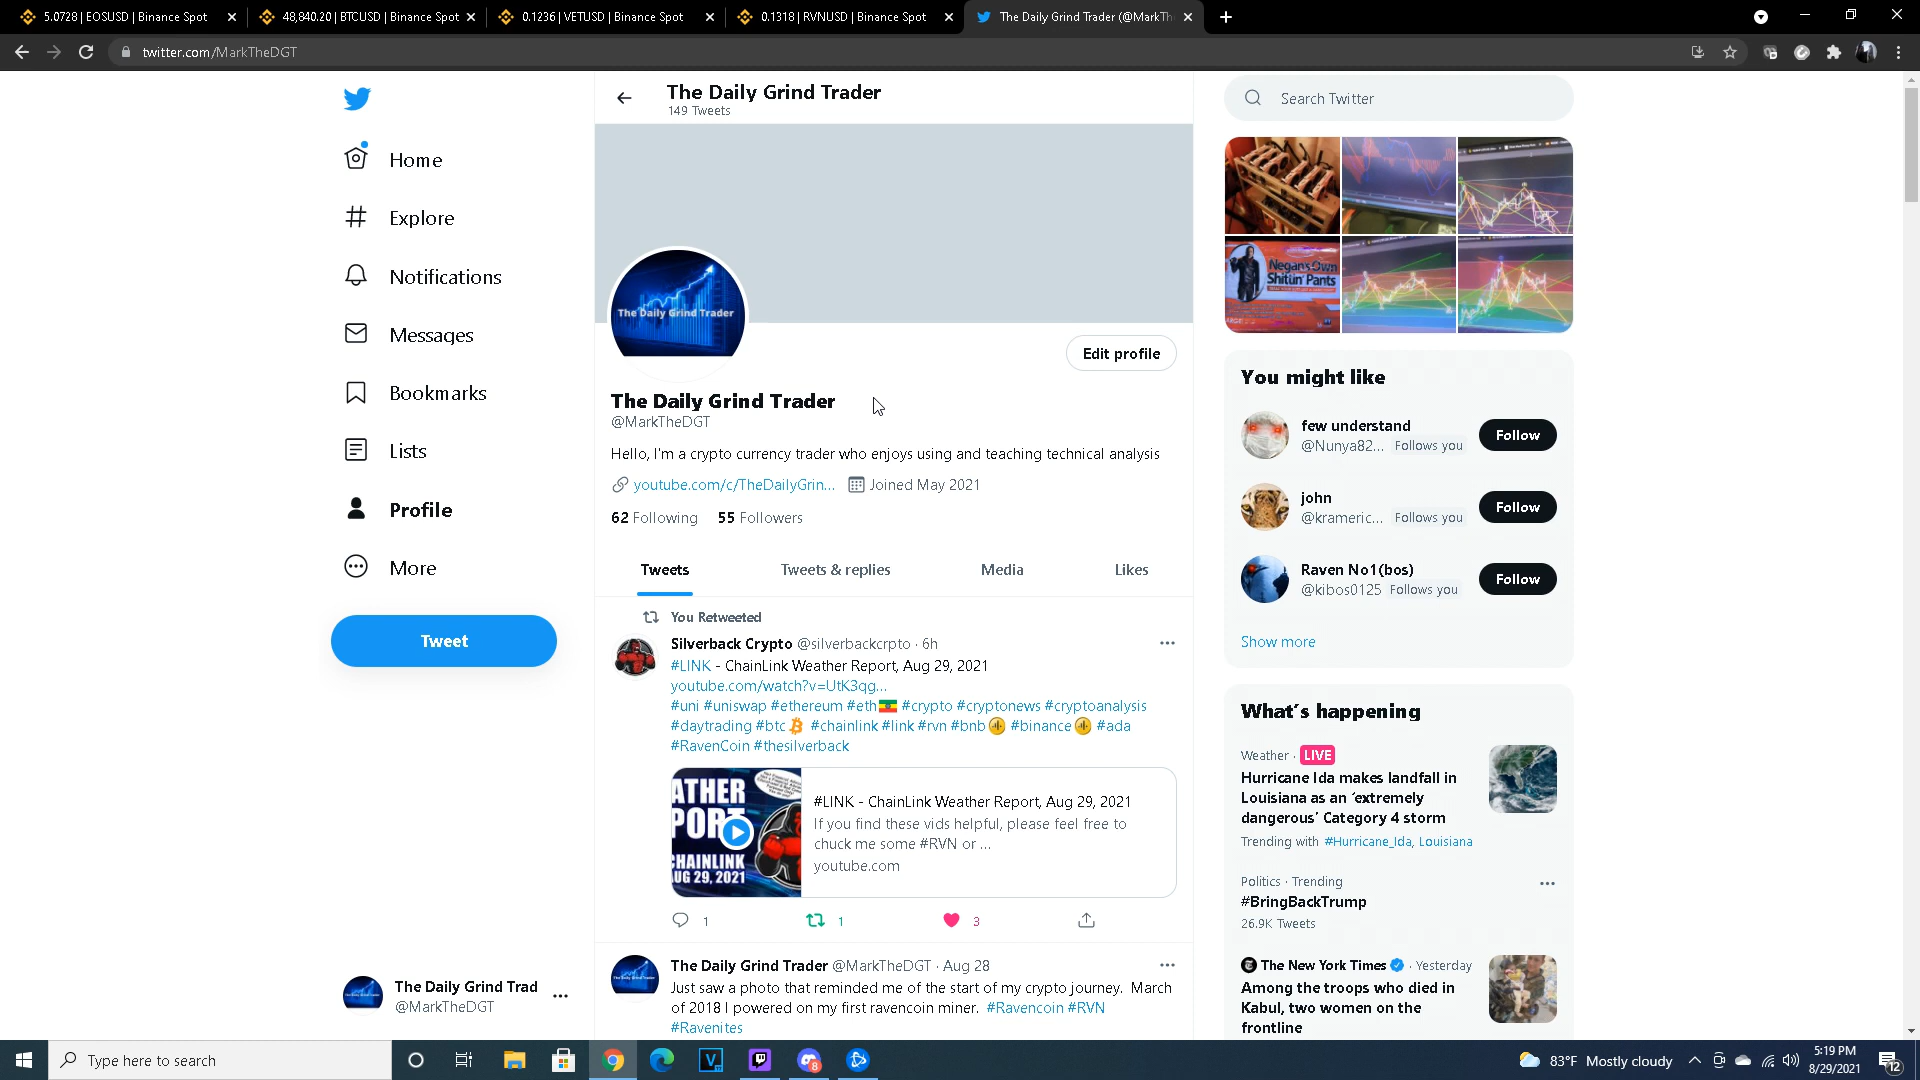 5.0728 | EOSUSD | Binance Spot
48,840.20 | BTCUSD | Binance Spot
0.1236 | VETUSD | Binance Spot
0.1318 | RVNUSD | Binance Spot
The Daily Grind Trader (@MarkTh
twitter.com/MarkTheDGT
Home
Explore
Notifications
Messages
Bookmarks
Lists
Profile
More
Tweet
The Daily Grind Trad
@MarkTheDGT
The Daily Grind Trader
149 Tweets
The Daily Grind Trader
Edit profile
The Daily Grind Trader
@MarkTheDGT
Hello, I'm a crypto currency trader who enjoys using and teaching technical analysis
youtube.com/c/TheDailyGrin... Joined May 2021
62 Following 55 Followers
Tweets Tweets & replies Media Likes
You Retweeted
Silverback Crypto @silverbackcrpto · 6h
#LINK - ChainLink Weather Report, Aug 29, 2021
youtube.com/watch?v=UtK3qg...
#uni #uniswap #ethereum #eth #crypto #cryptonews #cryptoanalysis
#daytrading #btc #chainlink #link #rvn #bnb #binance #ada
#RavenCoin #thesilverback
ATHER
PORT
CHAINLINK
UG 29, 2021
#LINK - ChainLink Weather Report, Aug 29, 2021
If you find these vids helpful, please feel free to
chuck me some #RVN or ...
youtube.com
1 1 3
The Daily Grind Trader @MarkTheDGT · Aug 28
Just saw a photo that reminded me of the start of my crypto journey. March
of 2018 I powered on my first ravencoin miner. #Ravencoin #RVN
#Ravenites
Search Twitter
Negan's Own
Shittin' Pants
You might like
few understand
@Nunya82... Follows you
Follow
john
@krameric... Follows you
Follow
Raven No1(bos)
@kibos0125 Follows you
Follow
Show more
What's happening
Weather · LIVE
Hurricane Ida makes landfall in
Louisiana as an 'extremely
dangerous' Category 4 storm
Trending with #Hurricane_Ida, Louisiana
Politics · Trending
#BringBackTrump
26.9K Tweets
The New York Times · Yesterday
Among the troops who died in
Kabul, two women on the
frontline
Type here to search
83°F Mostly cloudy
5:19 PM
8/29/2021
12